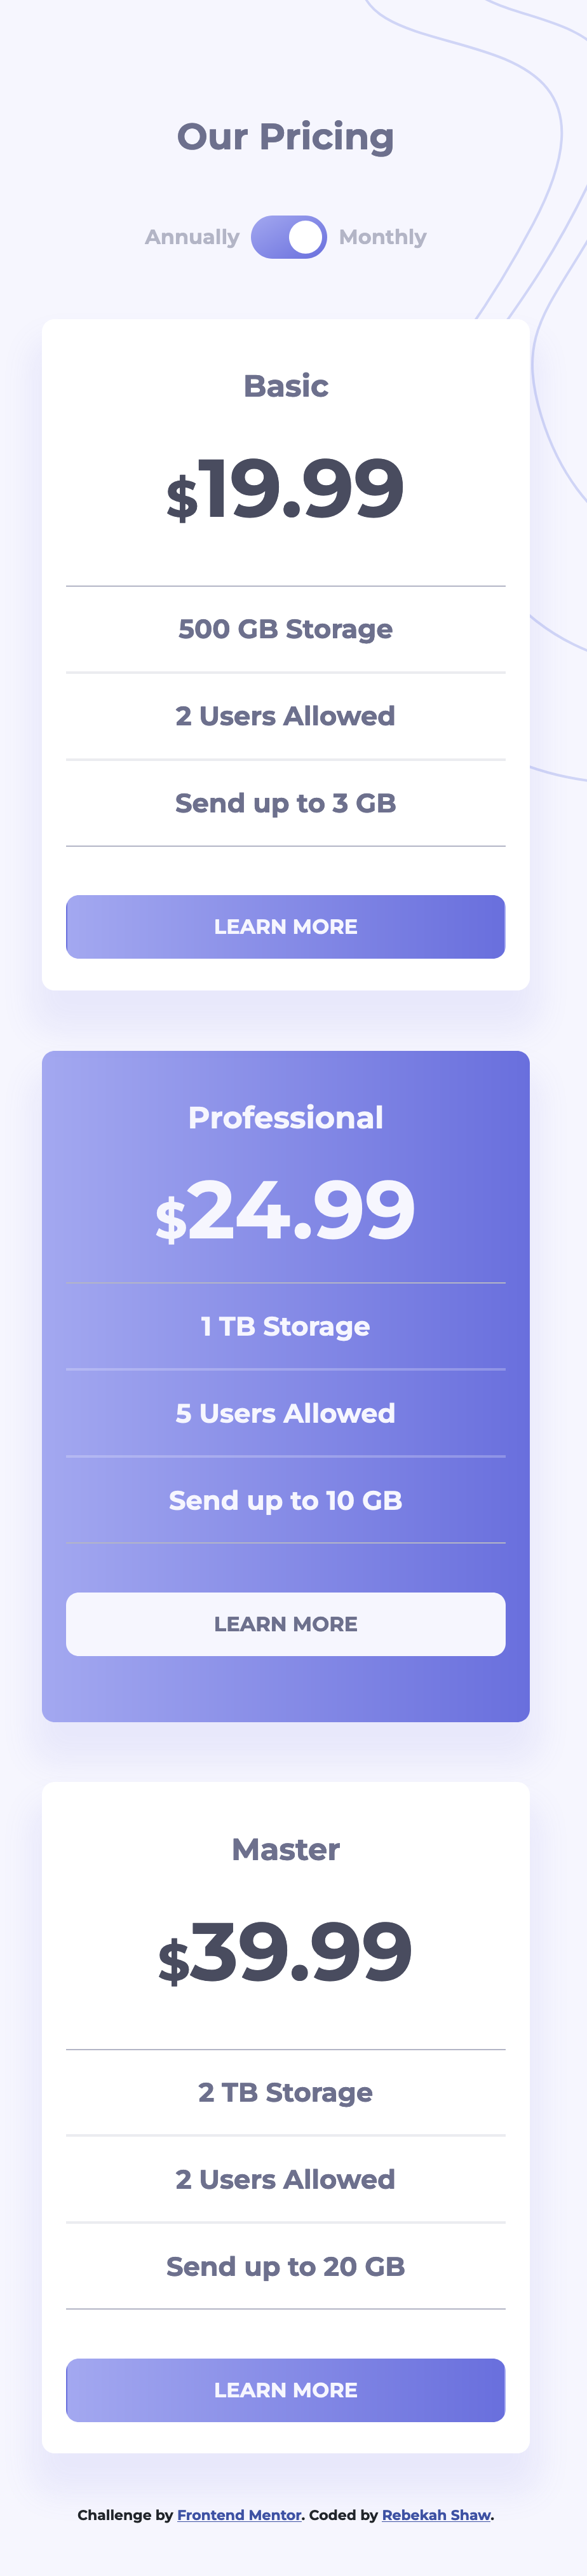 Our Pricing
Annually Monthly
Basic
$19.99
500 GB Storage
2 Users Allowed
Send up to 3 GB
LEARN MORE
Professional
$24.99
1 TB Storage
5 Users Allowed
Send up to 10 GB
LEARN MORE
Master
$39.99
2 TB Storage
2 Users Allowed
Send up to 20 GB
LEARN MORE
Challenge by Frontend Mentor. Coded by Rebekah Shaw.